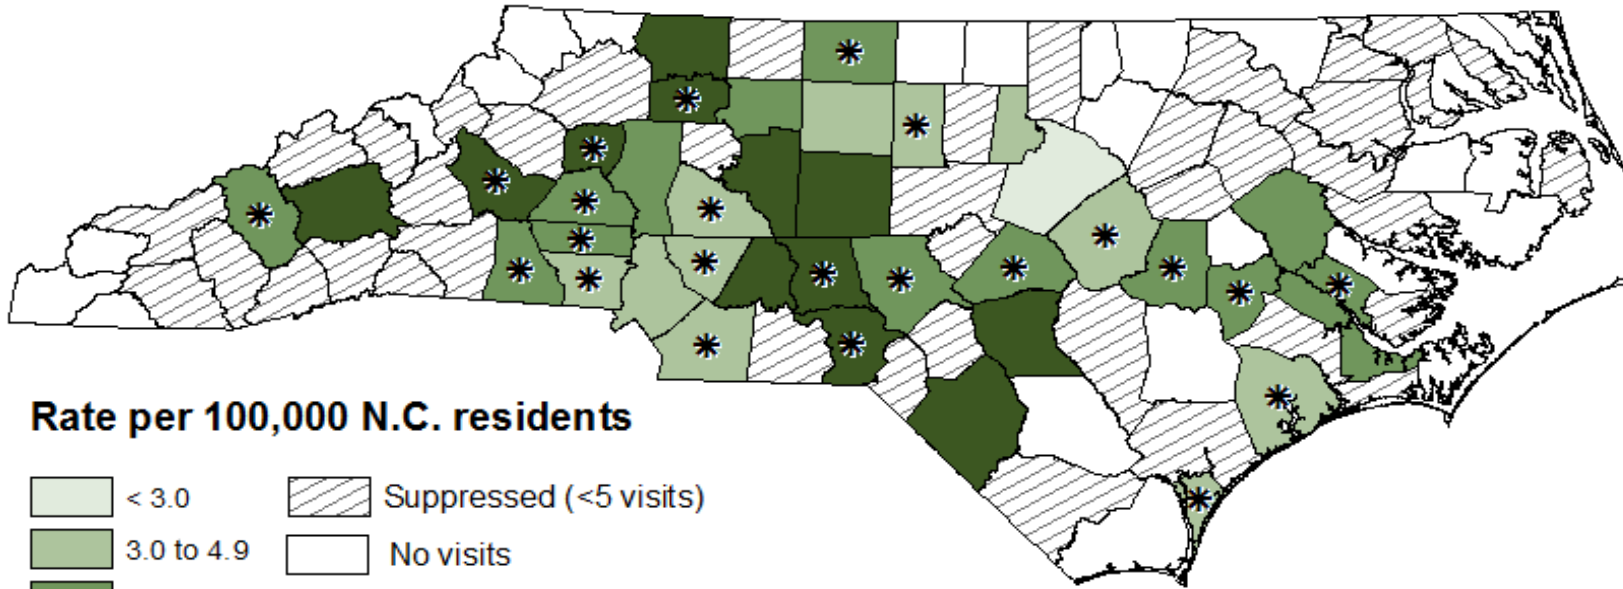 Rate per 100,000 N.C. residents
< 3.0
Suppressed (<5 visits)
3.0 to 4.9
No visits